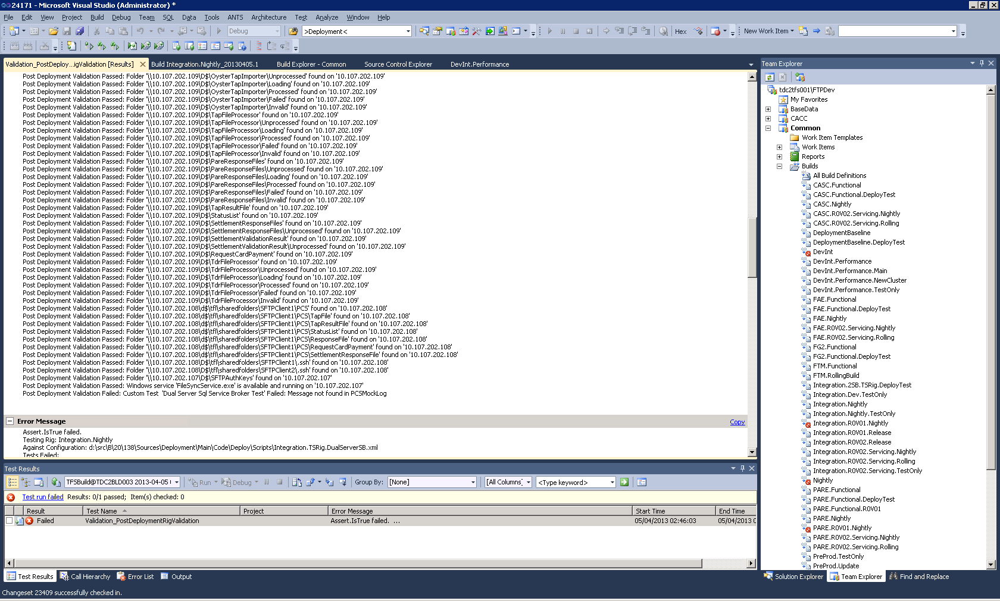 24171 - Microsoft Visual Studio (Administrator) *
File Edit View Project Build Debug Team SQL Data Tools ANTS Architecture Test Analyze Window Help
Debug >Deployment< Hex New Work Item
Validation_PostDeploy...igValidation [Results] Build Integration.Nightly_20130405.1 Build Explorer - Common Source Control Explorer DevInt.Performance
Post Deployment Validation Passed: Folder '\\10.107.202.109\D$\OysterTapImporter\Unprocessed' found on '10.107.202.109'
Post Deployment Validation Passed: Folder '\\10.107.202.109\D$\OysterTapImporter\Loading' found on '10.107.202.109'
Post Deployment Validation Passed: Folder '\\10.107.202.109\D$\OysterTapImporter\Processed' found on '10.107.202.109'
Post Deployment Validation Passed: Folder '\\10.107.202.109\D$\OysterTapImporter\Failed' found on '10.107.202.109'
Post Deployment Validation Passed: Folder '\\10.107.202.109\D$\OysterTapImporter\Invalid' found on '10.107.202.109'
Post Deployment Validation Passed: Folder '\\10.107.202.109\D$\TapFileProcessor' found on '10.107.202.109'
Post Deployment Validation Passed: Folder '\\10.107.202.109\D$\TapFileProcessor\Unprocessed' found on '10.107.202.109'
Post Deployment Validation Passed: Folder '\\10.107.202.109\D$\TapFileProcessor\Loading' found on '10.107.202.109'
Post Deployment Validation Passed: Folder '\\10.107.202.109\D$\TapFileProcessor\Processed' found on '10.107.202.109'
Post Deployment Validation Passed: Folder '\\10.107.202.109\D$\TapFileProcessor\Failed' found on '10.107.202.109'
Post Deployment Validation Passed: Folder '\\10.107.202.109\D$\TapFileProcessor\Invalid' found on '10.107.202.109'
Post Deployment Validation Passed: Folder '\\10.107.202.109\D$\PareResponseFiles' found on '10.107.202.109'
Post Deployment Validation Passed: Folder '\\10.107.202.109\D$\PareResponseFiles\Unprocessed' found on '10.107.202.109'
Post Deployment Validation Passed: Folder '\\10.107.202.109\D$\PareResponseFiles\Loading' found on '10.107.202.109'
Post Deployment Validation Passed: Folder '\\10.107.202.109\D$\PareResponseFiles\Processed' found on '10.107.202.109'
Post Deployment Validation Passed: Folder '\\10.107.202.109\D$\PareResponseFiles\Failed' found on '10.107.202.109'
Post Deployment Validation Passed: Folder '\\10.107.202.109\D$\PareResponseFiles\Invalid' found on '10.107.202.109'
Post Deployment Validation Passed: Folder '\\10.107.202.109\D$\TapResultFile' found on '10.107.202.109'
Post Deployment Validation Passed: Folder '\\10.107.202.109\D$\StatusList' found on '10.107.202.109'
Post Deployment Validation Passed: Folder '\\10.107.202.109\D$\SettlementResponseFiles' found on '10.107.202.109'
Post Deployment Validation Passed: Folder '\\10.107.202.109\D$\SettlementResponseFiles\Unprocessed' found on '10.107.202.109'
Post Deployment Validation Passed: Folder '\\10.107.202.109\D$\SettlementValidationResult' found on '10.107.202.109'
Post Deployment Validation Passed: Folder '\\10.107.202.109\D$\SettlementValidationResult\Unprocessed' found on '10.107.202.109'
Post Deployment Validation Passed: Folder '\\10.107.202.109\D$\RequestCardPayment' found on '10.107.202.109'
Post Deployment Validation Passed: Folder '\\10.107.202.109\D$\TdrFileProcessor' found on '10.107.202.109'
Post Deployment Validation Passed: Folder '\\10.107.202.109\D$\TdrFileProcessor\Unprocessed' found on '10.107.202.109'
Post Deployment Validation Passed: Folder '\\10.107.202.109\D$\TdrFileProcessor\Loading' found on '10.107.202.109'
Post Deployment Validation Passed: Folder '\\10.107.202.109\D$\TdrFileProcessor\Processed' found on '10.107.202.109'
Post Deployment Validation Passed: Folder '\\10.107.202.109\D$\TdrFileProcessor\Failed' found on '10.107.202.109'
Post Deployment Validation Passed: Folder '\\10.107.202.109\D$\TdrFileProcessor\Invalid' found on '10.107.202.109'
Post Deployment Validation Passed: Folder '\\10.107.202.108\d$\tfl\sharedfolders\SFTPClient1\PCS' found on '10.107.202.108'
Post Deployment Validation Passed: Folder '\\10.107.202.108\d$\tfl\sharedfolders\SFTPClient1\PCS\TapFile' found on '10.107.202.108'
Post Deployment Validation Passed: Folder '\\10.107.202.108\d$\tfl\sharedfolders\SFTPClient1\PCS\TapResultFile' found on '10.107.202.108'
Post Deployment Validation Passed: Folder '\\10.107.202.108\d$\tfl\sharedfolders\SFTPClient1\PCS\StatusList' found on '10.107.202.108'
Post Deployment Validation Passed: Folder '\\10.107.202.108\d$\tfl\sharedfolders\SFTPClient1\PCS\ResponseFile' found on '10.107.202.108'
Post Deployment Validation Passed: Folder '\\10.107.202.108\d$\tfl\sharedfolders\SFTPClient1\PCS\RequestCardPayment' found on '10.107.202.108'
Post Deployment Validation Passed: Folder '\\10.107.202.108\d$\tfl\sharedfolders\SFTPClient1\PCS\SettlementResponseFile' found on '10.107.202.108'
Post Deployment Validation Passed: Folder '\\10.107.202.108\D$\tfl\sharedfolders\SFTPClient1\.ssh' found on '10.107.202.108'
Post Deployment Validation Passed: Folder '\\10.107.202.108\D$\tfl\sharedfolders\SFTPClient2\.ssh' found on '10.107.202.108'
Post Deployment Validation Passed: Folder '\\10.107.202.107\D$\SFTPAuthKeys' found on '10.107.202.107'
Post Deployment Validation Passed: Windows service 'FileSyncService.exe' is available and running on '10.107.202.107'
Post Deployment Validation Failed: Custom Test  'Dual Server Sql Service Broker Test' Failed: Message not found in PCSMockLog
Error Message Copy
Assert.IsTrue failed.
Testing Rig: Integration.Nightly
Against Configuration: d:\src\B\20\138\Sources\Deployment\Main\Code\Deploy\Scripts\Integration.TSRig.DualServerSB.xml
Tests Failed:
Test Results
TFSBuild@TDC2BLD003 2013-04-05 Run Debug Group By: [None] [All Columns] <Type keyword>
Test run failed Results: 0/1 passed; Item(s) checked: 0
Result Test Name Project Error Message Start Time End Time
Failed Validation_PostDeploymentRigValidation Assert.IsTrue failed. ... 05/04/2013 02:46:03 05/04/2013
Test Results Call Hierarchy Error List Output
Changeset 23409 successfully checked in.
Team Explorer
tdc2tfs001\FTPDev
My Favorites
BaseData
CACC
Common
Work Item Templates
Work Items
Reports
Builds
All Build Definitions
CASC.Functional
CASC.Functional.DeployTest
CASC.Nightly
CASC.R0V02.Servicing.Nightly
CASC.R0V02.Servicing.Rolling
DeploymentBaseline
DeploymentBaseline.DeployTest
DevInt
DevInt.Performance
DevInt.Performance.Main
DevInt.Performance.NewCluster
DevInt.Performance.TestOnly
FAE.Functional
FAE.Functional.DeployTest
FAE.Nightly
FAE.R0V02.Servicing.Nightly
FAE.R0V02.Servicing.Rolling
FG2.Functional
FG2.Functional.DeployTest
FTM.Functional
FTM.RollingBuild
Integration.2SB.TSRig.DeployTest
Integration.Dev.TestOnly
Integration.Nightly
Integration.Nightly.TestOnly
Integration.R0V01.Nightly
Integration.R0V01.Release
Integration.R0V02.Release
Integration.R0V02.Servicing.Nightly
Integration.R0V02.Servicing.Rolling
Integration.R0V02.Servicing.TestOnly
Nightly
PARE.Functional
PARE.Functional.DeployTest
PARE.Functional.R0V01
PARE.Nightly
PARE.R0V01.Nightly
PARE.R0V02.Servicing.Nightly
PARE.R0V02.Servicing.Rolling
PreProd.TestOnly
PreProd.Update
Solution Explorer Team Explorer Find and Replace